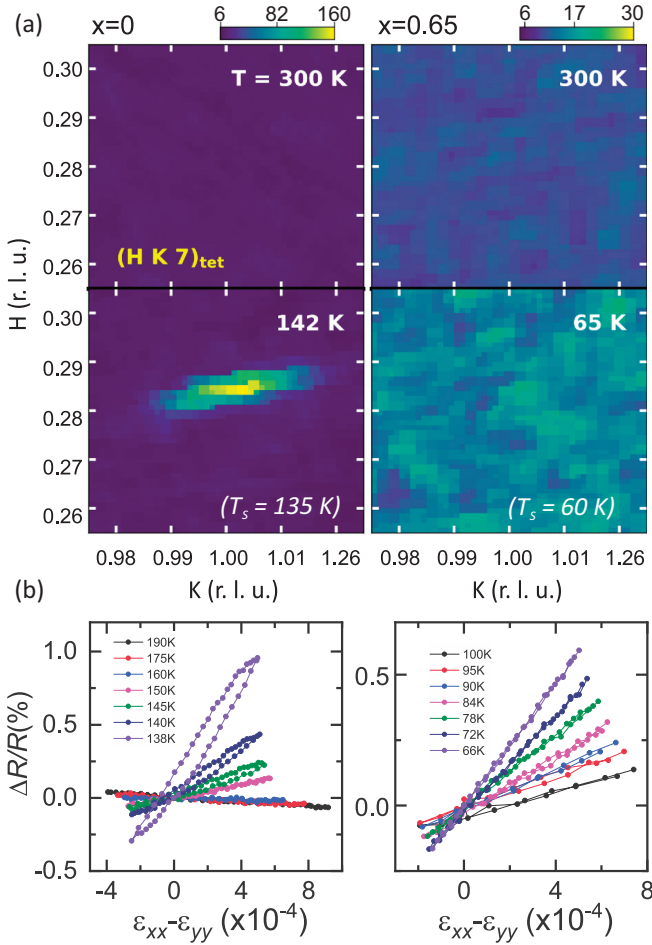 (a)
x=0
6 82 160
x=0.65
6 17 30
T = 300 K
300 K
0.30
0.29
0.28
0.27
0.26
(H K 7)tet
H (r. l. u.)
142 K
65 K
0.30
0.29
0.28
0.27
0.26
(Ts = 135 K)
(Ts = 60 K)
0.98 0.99 1.00 1.01 1.26
0.98 0.99 1.00 1.01 1.26
K (r. l. u.)
K (r. l. u.)
(b)
ΔR/R(%)
1.0
0.5
0.0
-0.5
190K
175K
160K
150K
145K
140K
138K
-4 0 4 8
εxx-εyy (x10-4)
0.5
0.0
100K
95K
90K
84K
78K
72K
66K
0 4 8
εxx-εyy (x10-4)